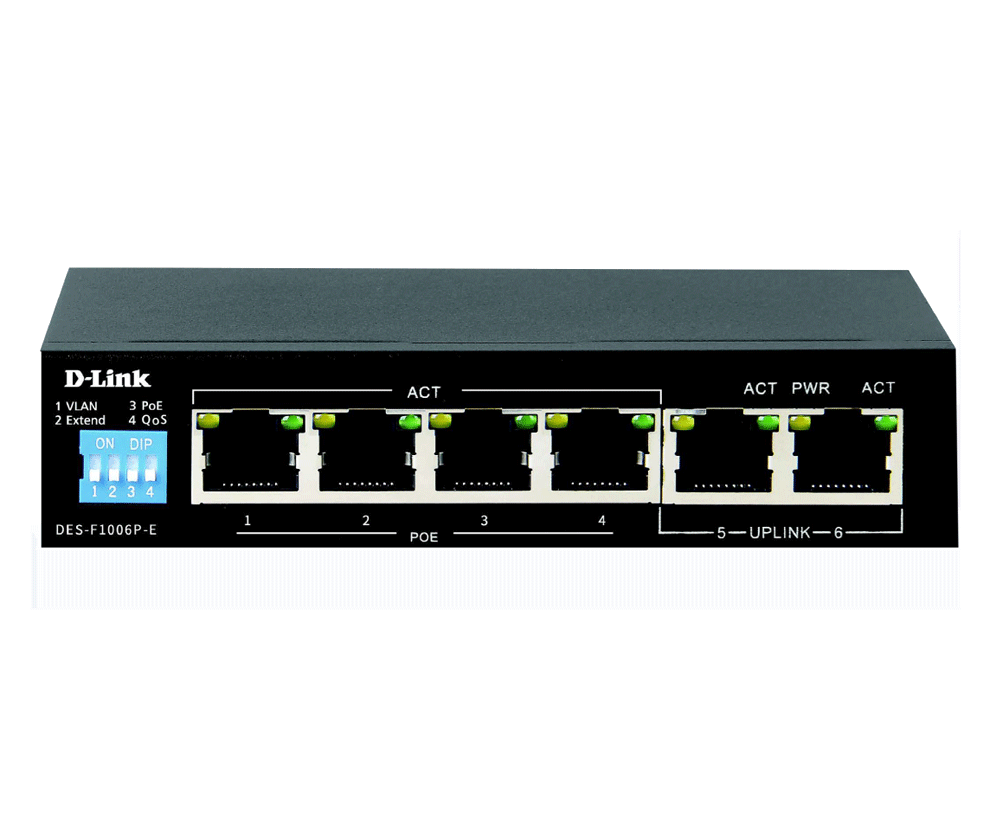 D-Link
1 VLAN 3 PoE
2 Extend 4 QoS
ON DIP
1 2 3 4
DES-F1006P-E
ACT
ACT PWR ACT
1 2 3 4
POE
5 UPLINK 6